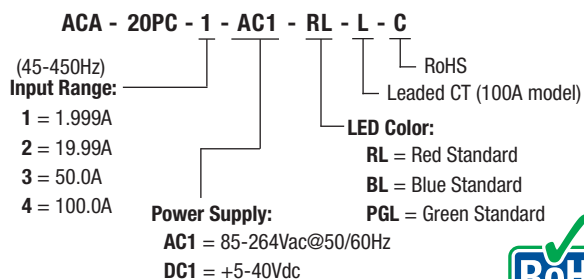 ACA - 20PC - 1 - AC1 - RL - L - C
(45-450Hz)
Input Range:
1 = 1.999A
2 = 19.99A
3 = 50.0A
4 = 100.0A
Power Supply:
AC1 = 85-264Vac@50/60Hz
DC1 = +5-40Vdc
LED Color:
RL = Red Standard
BL = Blue Standard
PGL = Green Standard
Leaded CT (100A model)
RoHS
RoH